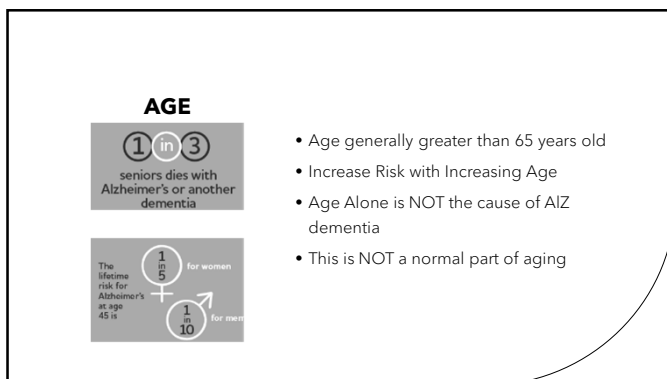 AGE
1 in 3
seniors dies with
Alzheimer's or another
dementia
The
lifetime
risk for
Alzheimer's
at age
45 is
1
in
5
for women
1
in
10
for men
• Age generally greater than 65 years old
• Increase Risk with Increasing Age
• Age Alone is NOT the cause of AlZ
dementia
• This is NOT a normal part of aging